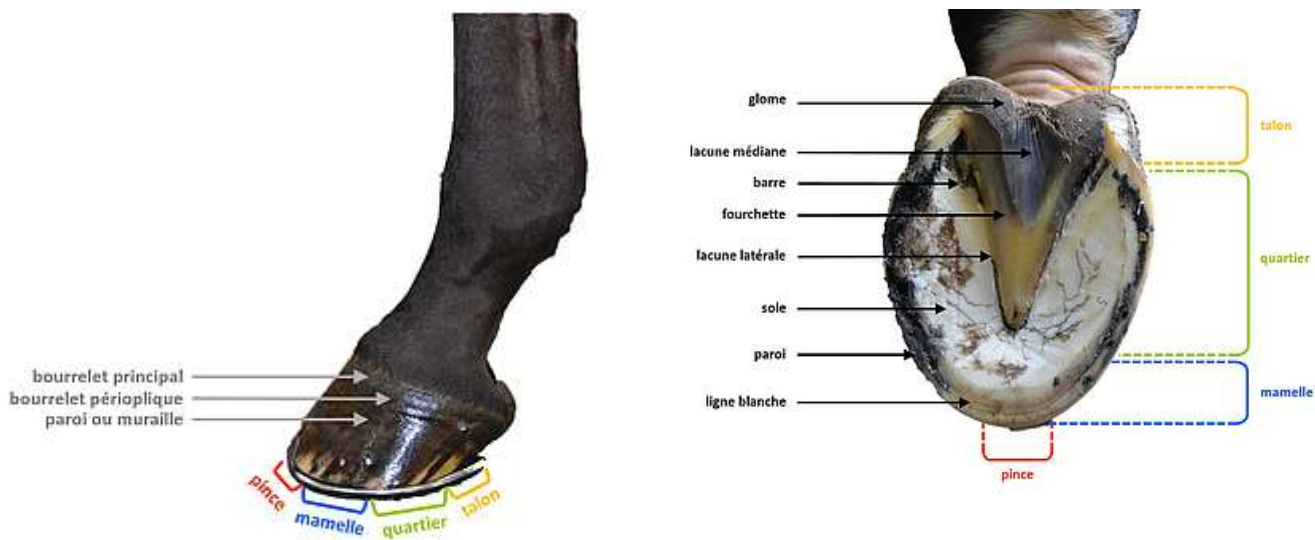 bourrelet principal
bourrelet périoplique
paroi ou muraille
pince
mamelle
quartier
talon
glome
lacune médiane
barre
fourchette
lacune latérale
sole
paroi
ligne blanche
talon
quartier
mamelle
pince